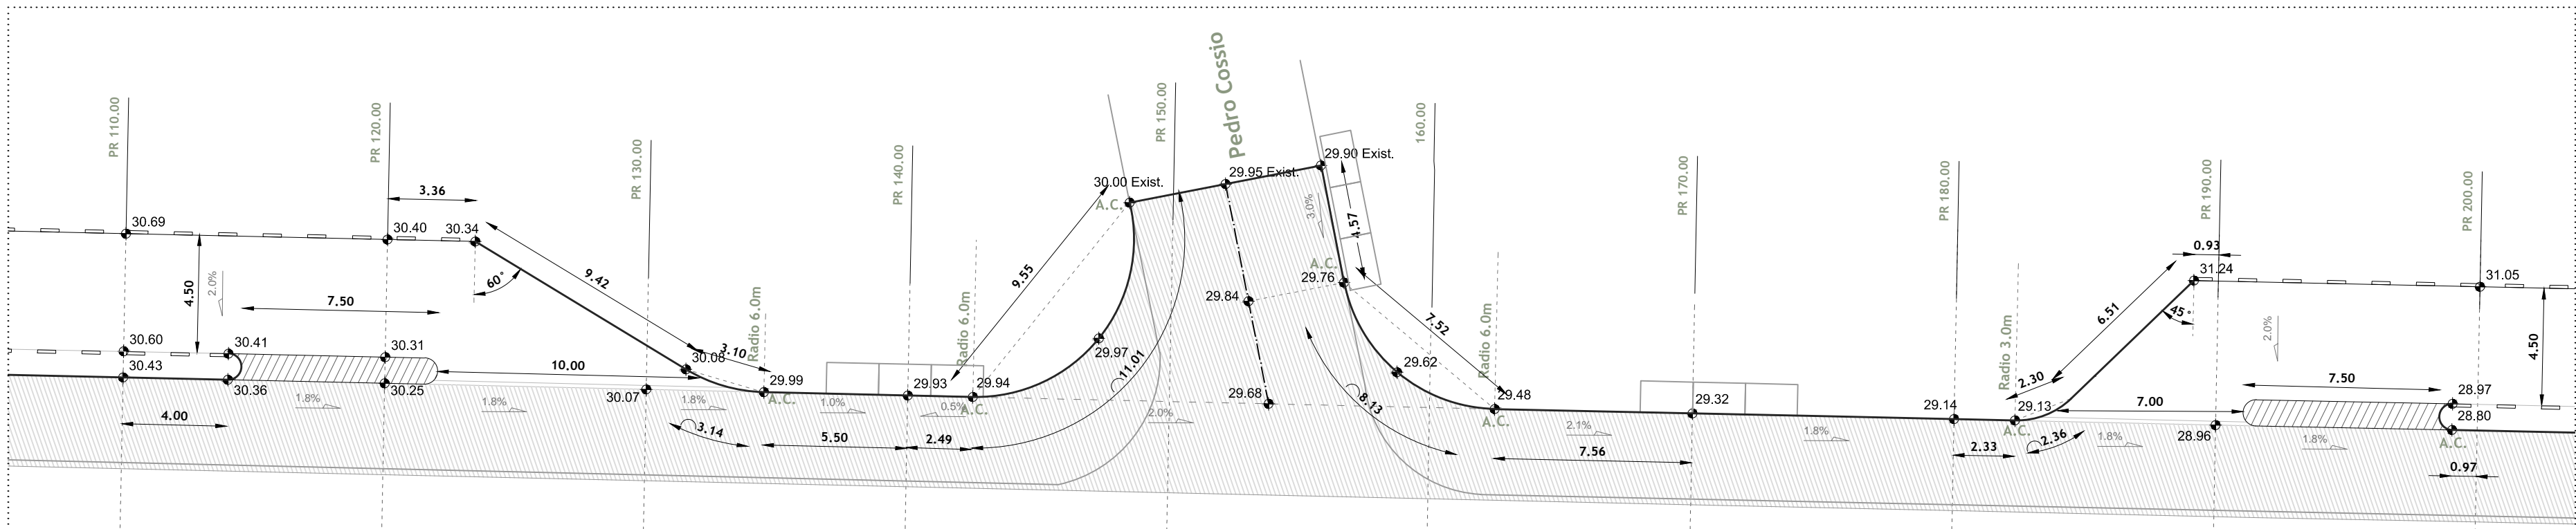 PR 110.00
PR 120.00
PR 130.00
PR 140.00
PR 150.00
Pedro Cossio
160.00
PR 170.00
PR 180.00
PR 190.00
PR 200.00
3.36
30.69
30.40
30.34
60°
9.42
4.50
2.0%
7.50
30.60
30.43
30.41
30.36
30.31
30.25
10.00
4.00
1.8%
1.8%
30.07
30.08
3.10
1.8%
3.14
Radio 6.0m
29.99
A.C.
1.0%
5.50
29.93
0.5%
2.49
Radio 6.0m
29.94
A.C.
9.55
30.00 Exist.
A.C.
29.95 Exist.
29.90 Exist.
29.97
11.01
2.0%
3.0%
4.57
A.C.
29.76
29.84
29.68
7.52
29.62
8.13
Radio 6.0m
29.48
A.C.
2.1%
7.56
29.32
1.8%
29.14
2.33
Radio 3.0m
29.13
A.C.
2.30
2.36
6.51
45°
0.93
31.24
7.00
1.8%
28.96
2.0%
7.50
1.8%
31.05
4.50
28.97
28.80
A.C.
0.97